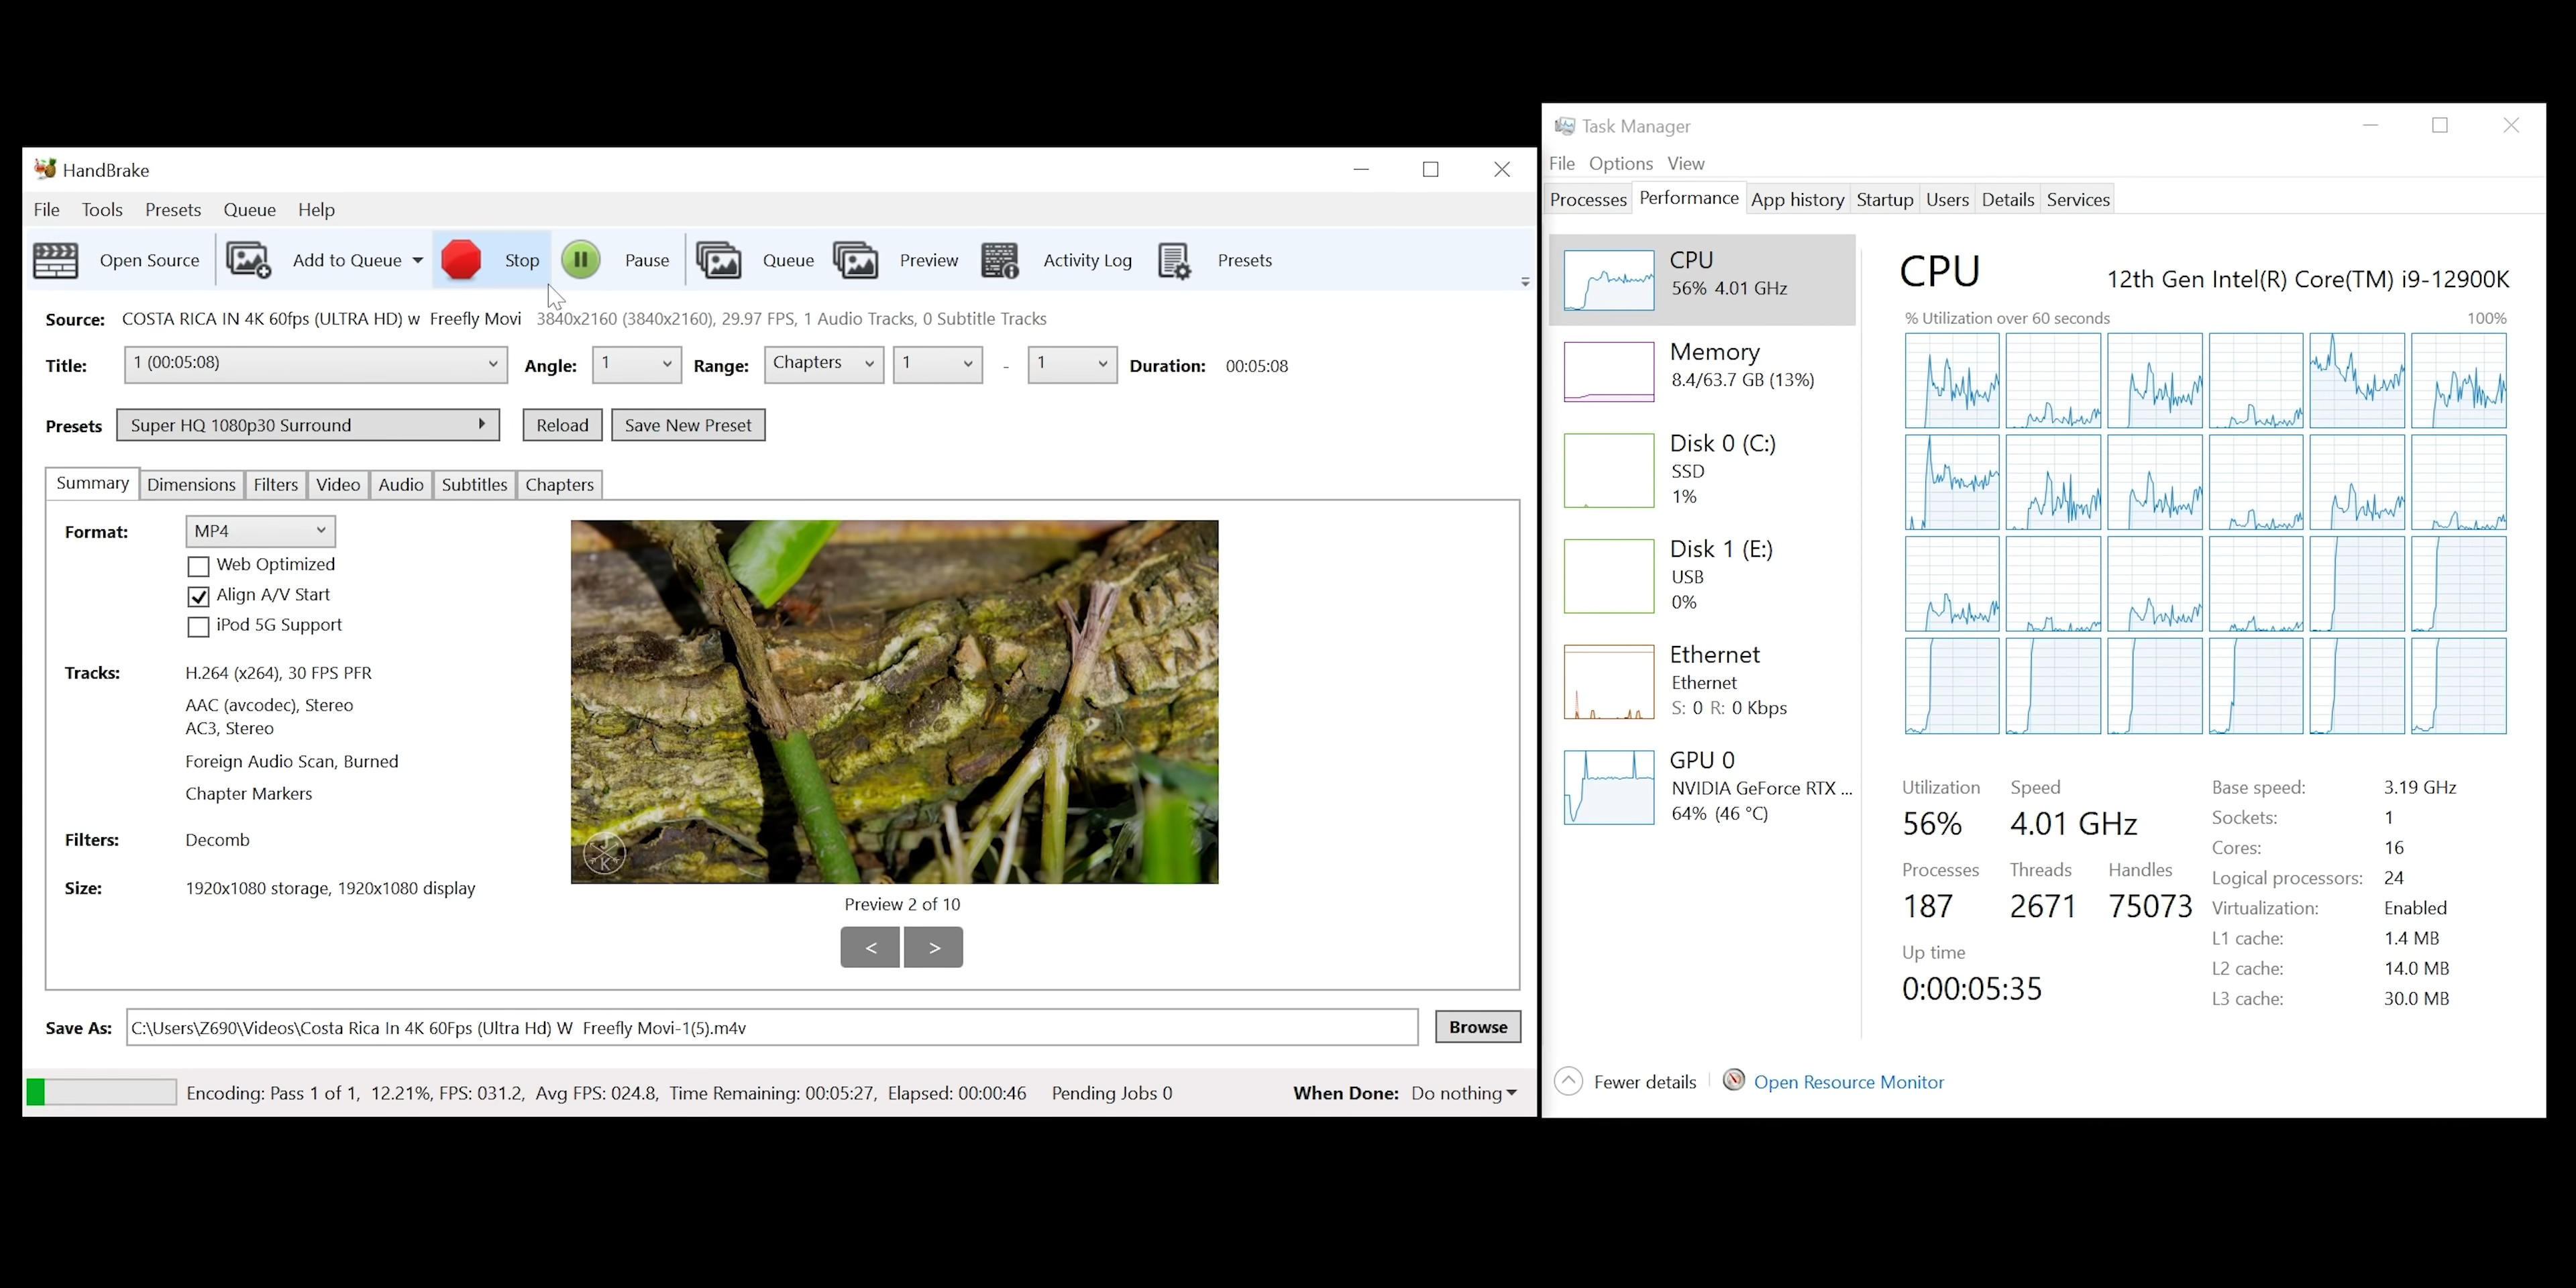 HandBrake
File Tools Presets Queue Help
Open Source Add to Queue Stop Pause Queue Preview Activity Log Presets
Source: COSTA RICA IN 4K 60fps (ULTRA HD) w Freefly Movi 3840x2160 (3840x2160), 29.97 FPS, 1 Audio Tracks, 0 Subtitle Tracks
Title: 1 (00:05:08) Angle: 1 Range: Chapters 1 - 1 Duration: 00:05:08
Presets Super HQ 1080p30 Surround Reload Save New Preset
Summary Dimensions Filters Video Audio Subtitles Chapters
Format: MP4
Web Optimized
Align A/V Start
iPod 5G Support
Tracks: H.264 (x264), 30 FPS PFR
AAC (avcodec), Stereo
AC3, Stereo
Foreign Audio Scan, Burned
Chapter Markers
Filters: Decomb
Size: 1920x1080 storage, 1920x1080 display
J K
Preview 2 of 10
< >
Save As: C:\Users\Z690\Videos\Costa Rica In 4K 60Fps (Ultra Hd) W  Freefly Movi-1(5).m4v Browse
Encoding: Pass 1 of 1, 12.21%, FPS: 031.2, Avg FPS: 024.8, Time Remaining: 00:05:27, Elapsed: 00:00:46 Pending Jobs 0 When Done: Do nothing
Task Manager
File Options View
Processes Performance App history Startup Users Details Services
CPU
56% 4.01 GHz
Memory
8.4/63.7 GB (13%)
Disk 0 (C:)
SSD
1%
Disk 1 (E:)
USB
0%
Ethernet
Ethernet
S: 0 R: 0 Kbps
GPU 0
NVIDIA GeForce RTX ...
64% (46 °C)
CPU 12th Gen Intel(R) Core(TM) i9-12900K
% Utilization over 60 seconds 100%
Utilization Speed
56% 4.01 GHz
Processes Threads Handles
187 2671 75073
Up time
0:00:05:35
Base speed: 3.19 GHz
Sockets: 1
Cores: 16
Logical processors: 24
Virtualization: Enabled
L1 cache: 1.4 MB
L2 cache: 14.0 MB
L3 cache: 30.0 MB
Fewer details Open Resource Monitor